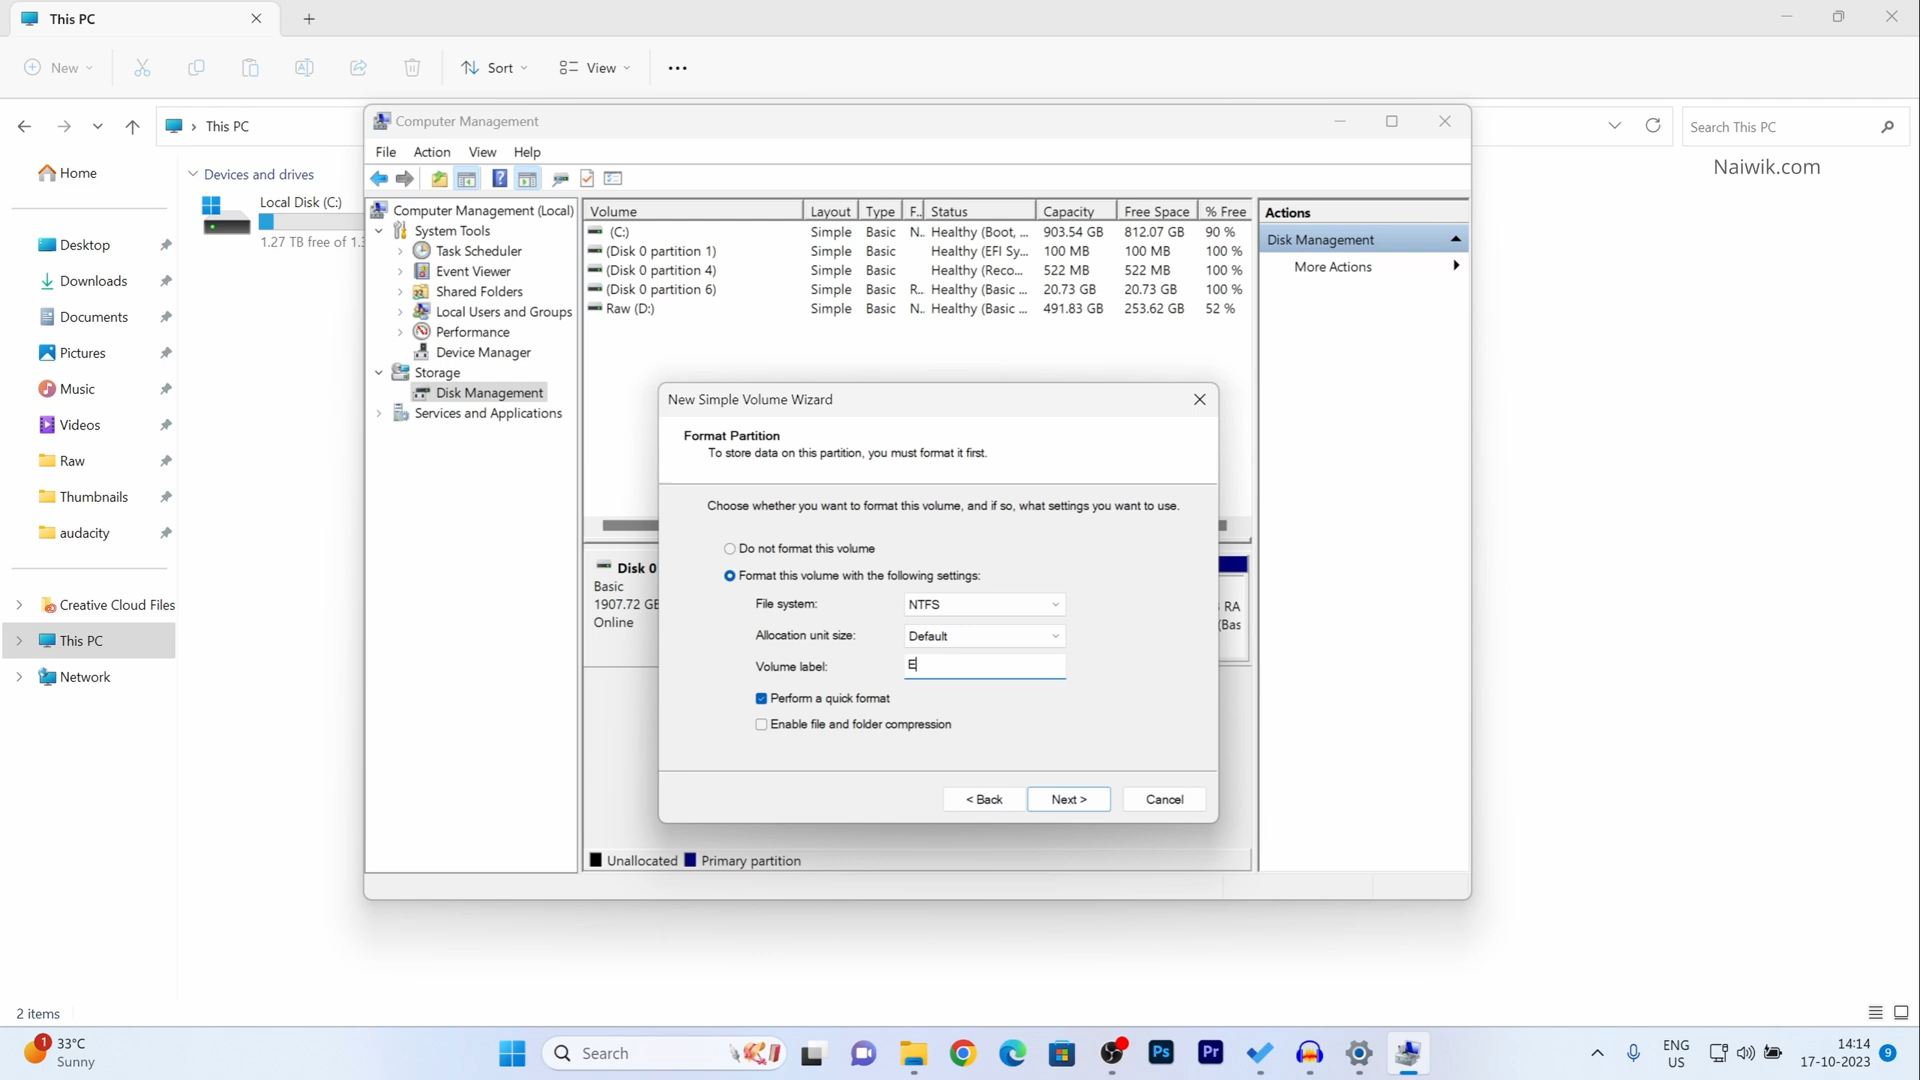 This PC
New
Sort
View
This PC
Search This PC
Naiwik.com
Home
Desktop
Downloads
Documents
Pictures
Music
Videos
Raw
Thumbnails
audacity
Creative Cloud Files
This PC
Network
Devices and drives
Local Disk (C:)
1.27 TB free of 1.3
2 items
Computer Management
File Action View Help
Computer Management (Local)
System Tools
Task Scheduler
Event Viewer
Shared Folders
Local Users and Groups
Performance
Device Manager
Storage
Disk Management
Services and Applications
Volume Layout Type F.. Status Capacity Free Space % Free
(C:) Simple Basic N.. Healthy (Boot, ... 903.54 GB 812.07 GB 90 %
(Disk 0 partition 1) Simple Basic Healthy (EFI Sy... 100 MB 100 MB 100 %
(Disk 0 partition 4) Simple Basic Healthy (Reco... 522 MB 522 MB 100 %
(Disk 0 partition 6) Simple Basic R.. Healthy (Basic ... 20.73 GB 20.73 GB 100 %
Raw (D:) Simple Basic N.. Healthy (Basic ... 491.83 GB 253.62 GB 52 %
Actions
Disk Management
More Actions
Disk 0
Basic
1907.72 GB
Online
RA
(Bas
New Simple Volume Wizard
Format Partition
To store data on this partition, you must format it first.
Choose whether you want to format this volume, and if so, what settings you want to use.
Do not format this volume
Format this volume with the following settings:
File system: NTFS
Allocation unit size: Default
Volume label: E
Perform a quick format
Enable file and folder compression
< Back Next > Cancel
Unallocated Primary partition
1
33°C
Sunny
Search
Ps
Pr
ENG
US
14:14
17-10-2023
9